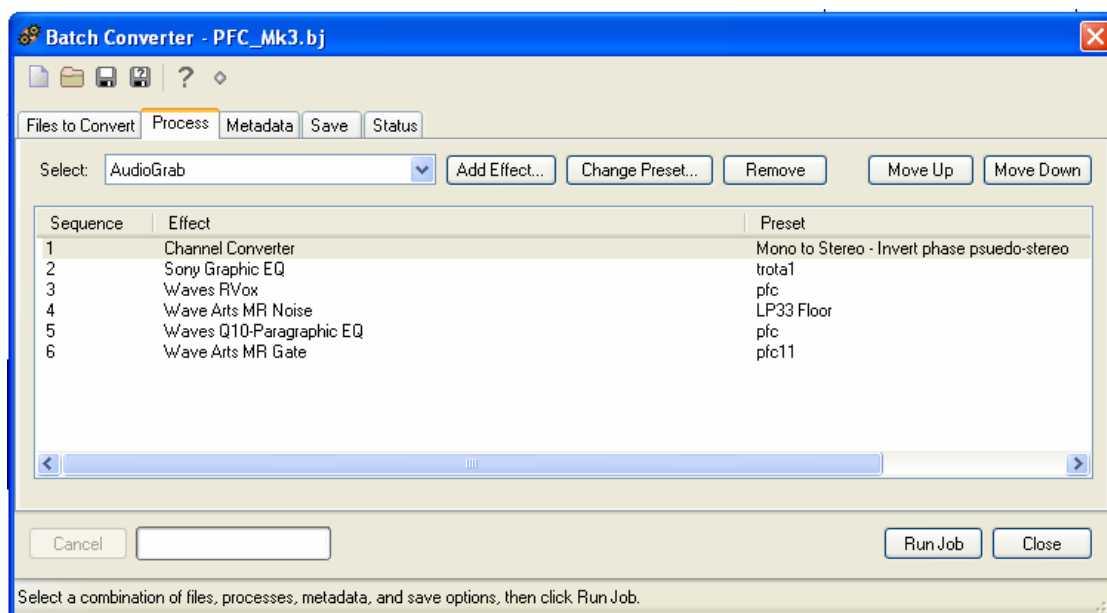 Batch Converter - PFC_Mk3.bj
?
Files to Convert Process Metadata Save Status
Select: AudioGrab Add Effect... Change Preset... Remove Move Up Move Down
Sequence Effect Preset
1 Channel Converter Mono to Stereo - Invert phase psuedo-stereo
2 Sony Graphic EQ trota1
3 Waves RVox pfc
4 Wave Arts MR Noise LP33 Floor
5 Waves Q10-Paragraphic EQ pfc
6 Wave Arts MR Gate pfc11
Cancel Run Job Close
Select a combination of files, processes, metadata, and save options, then click Run Job.